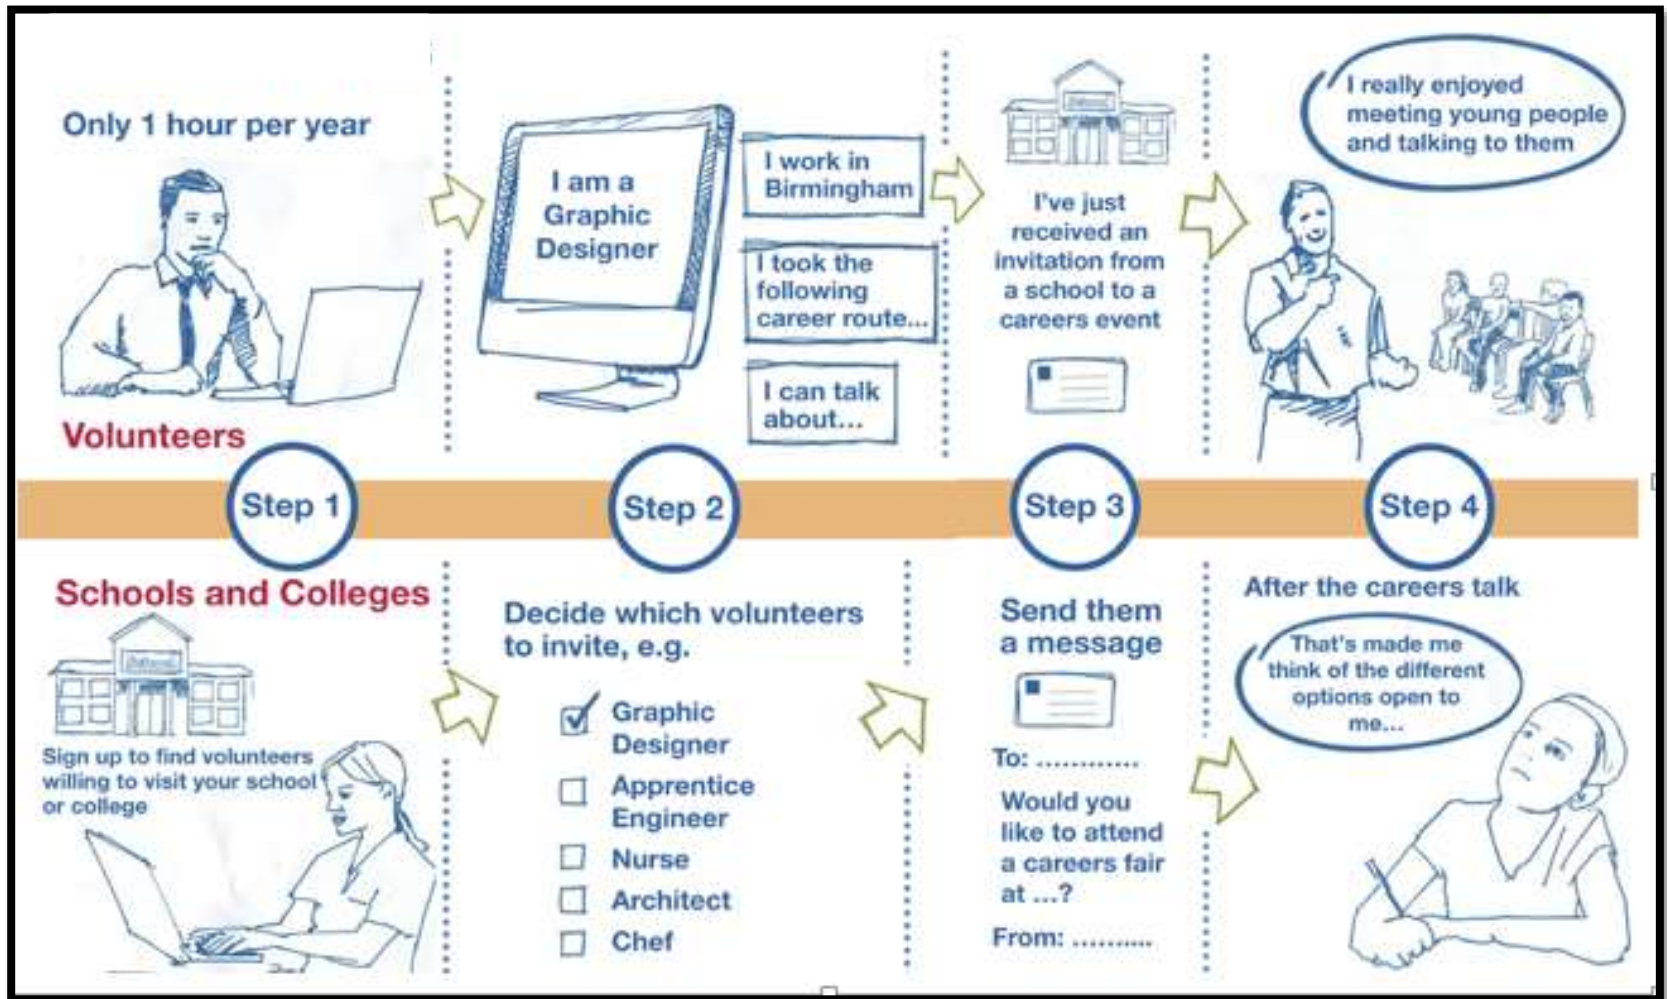 Only 1 hour per year
Volunteers
I am a
Graphic
Designer
I work in
Birmingham
I took the
following
career route...
I can talk
about...
I've just
received an
invitation from
a school to a
careers event
I really enjoyed
meeting young people
and talking to them
Step 1
Step 2
Step 3
Step 4
Schools and Colleges
Sign up to find volunteers
willing to visit your school
or college
Decide which volunteers
to invite, e.g.
Graphic
Designer
Apprentice
Engineer
Nurse
Architect
Chef
Send them
a message
To: ............
Would you
like to attend
a careers fair
at ...?
From: ..........
After the careers talk
That's made me
think of the different
options open to
me...